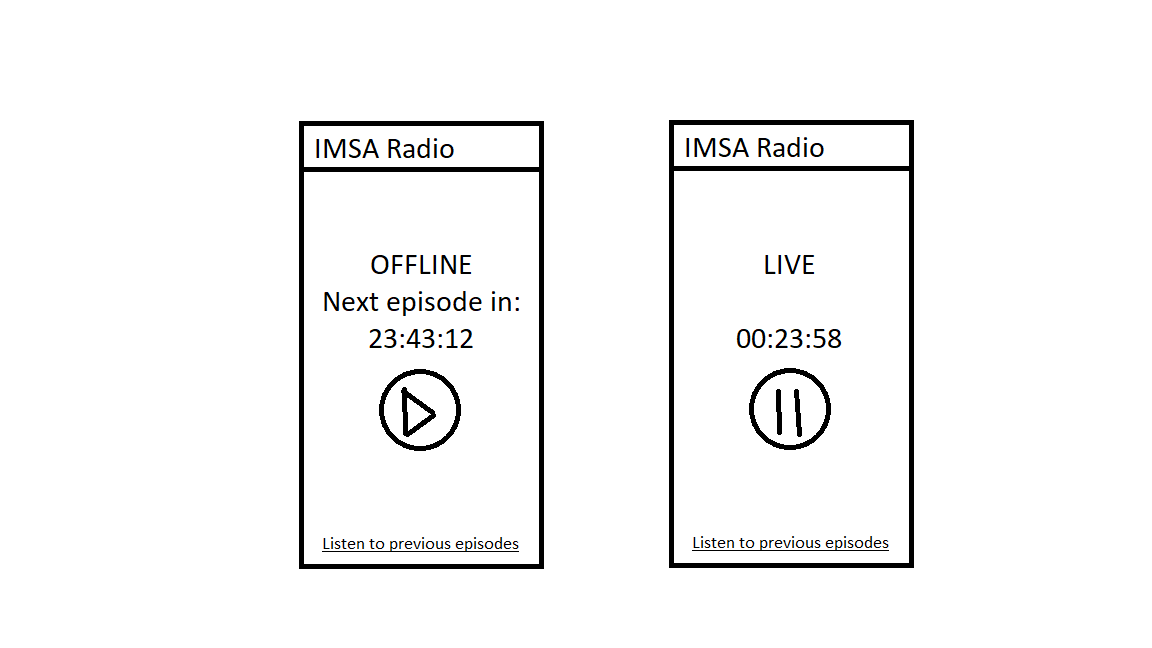 IMSA Radio
OFFLINE
Next episode in:
23:43:12
Listen to previous episodes
IMSA Radio
LIVE
00:23:58
Listen to previous episodes